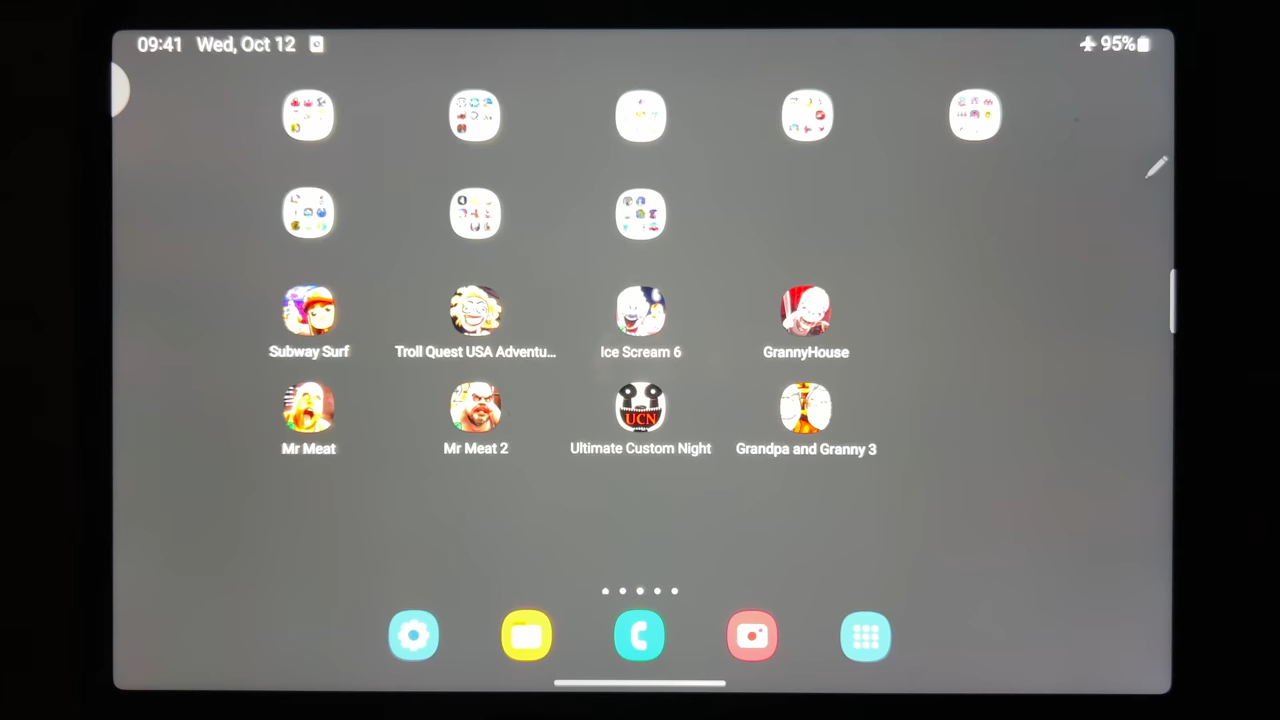 09:41 Wed, Oct 12 95%
Subway Surf Troll Quest USA Adventu... Ice Scream 6 GrannyHouse
UCN
Mr Meat Mr Meat 2 Ultimate Custom Night Grandpa and Granny 3